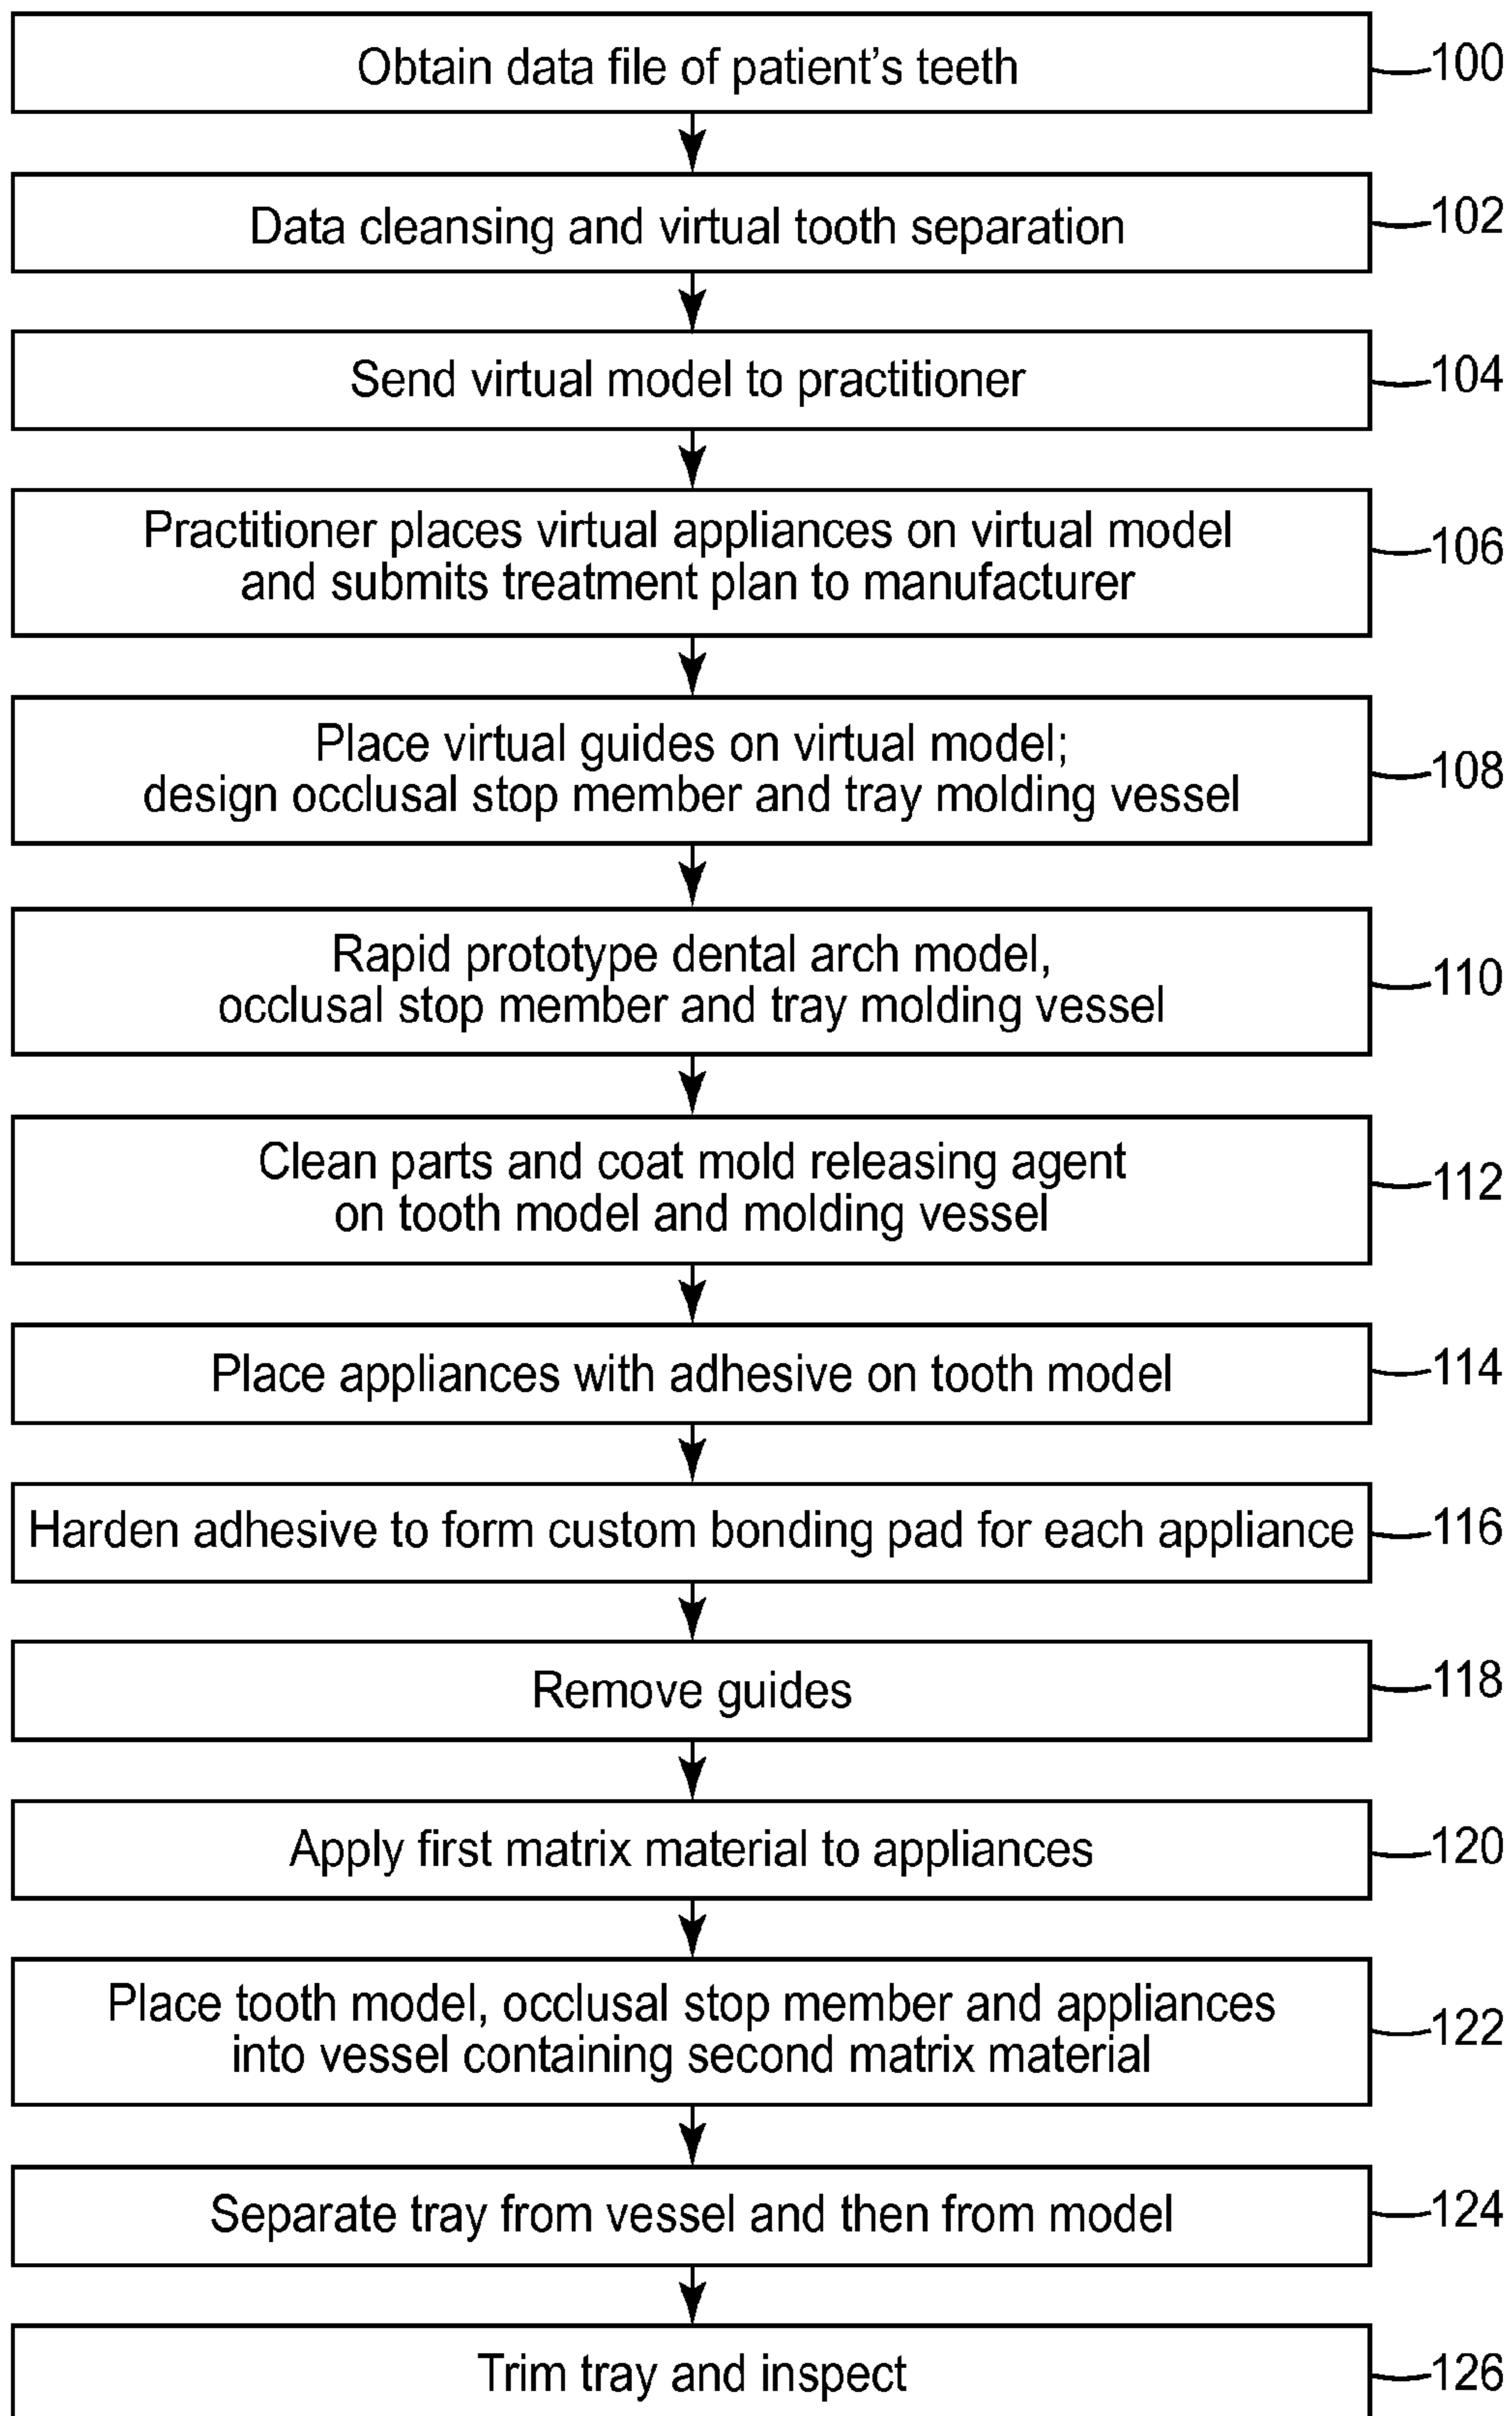 Obtain data file of patient's teeth
100
Data cleansing and virtual tooth separation
102
Send virtual model to practitioner
104
Practitioner places virtual appliances on virtual model
and submits treatment plan to manufacturer
106
Place virtual guides on virtual model;
design occlusal stop member and tray molding vessel
108
Rapid prototype dental arch model,
occlusal stop member and tray molding vessel
110
Clean parts and coat mold releasing agent
on tooth model and molding vessel
112
Place appliances with adhesive on tooth model
114
Harden adhesive to form custom bonding pad for each appliance
116
Remove guides
118
Apply first matrix material to appliances
120
Place tooth model, occlusal stop member and appliances
into vessel containing second matrix material
122
Separate tray from vessel and then from model
124
Trim tray and inspect
126